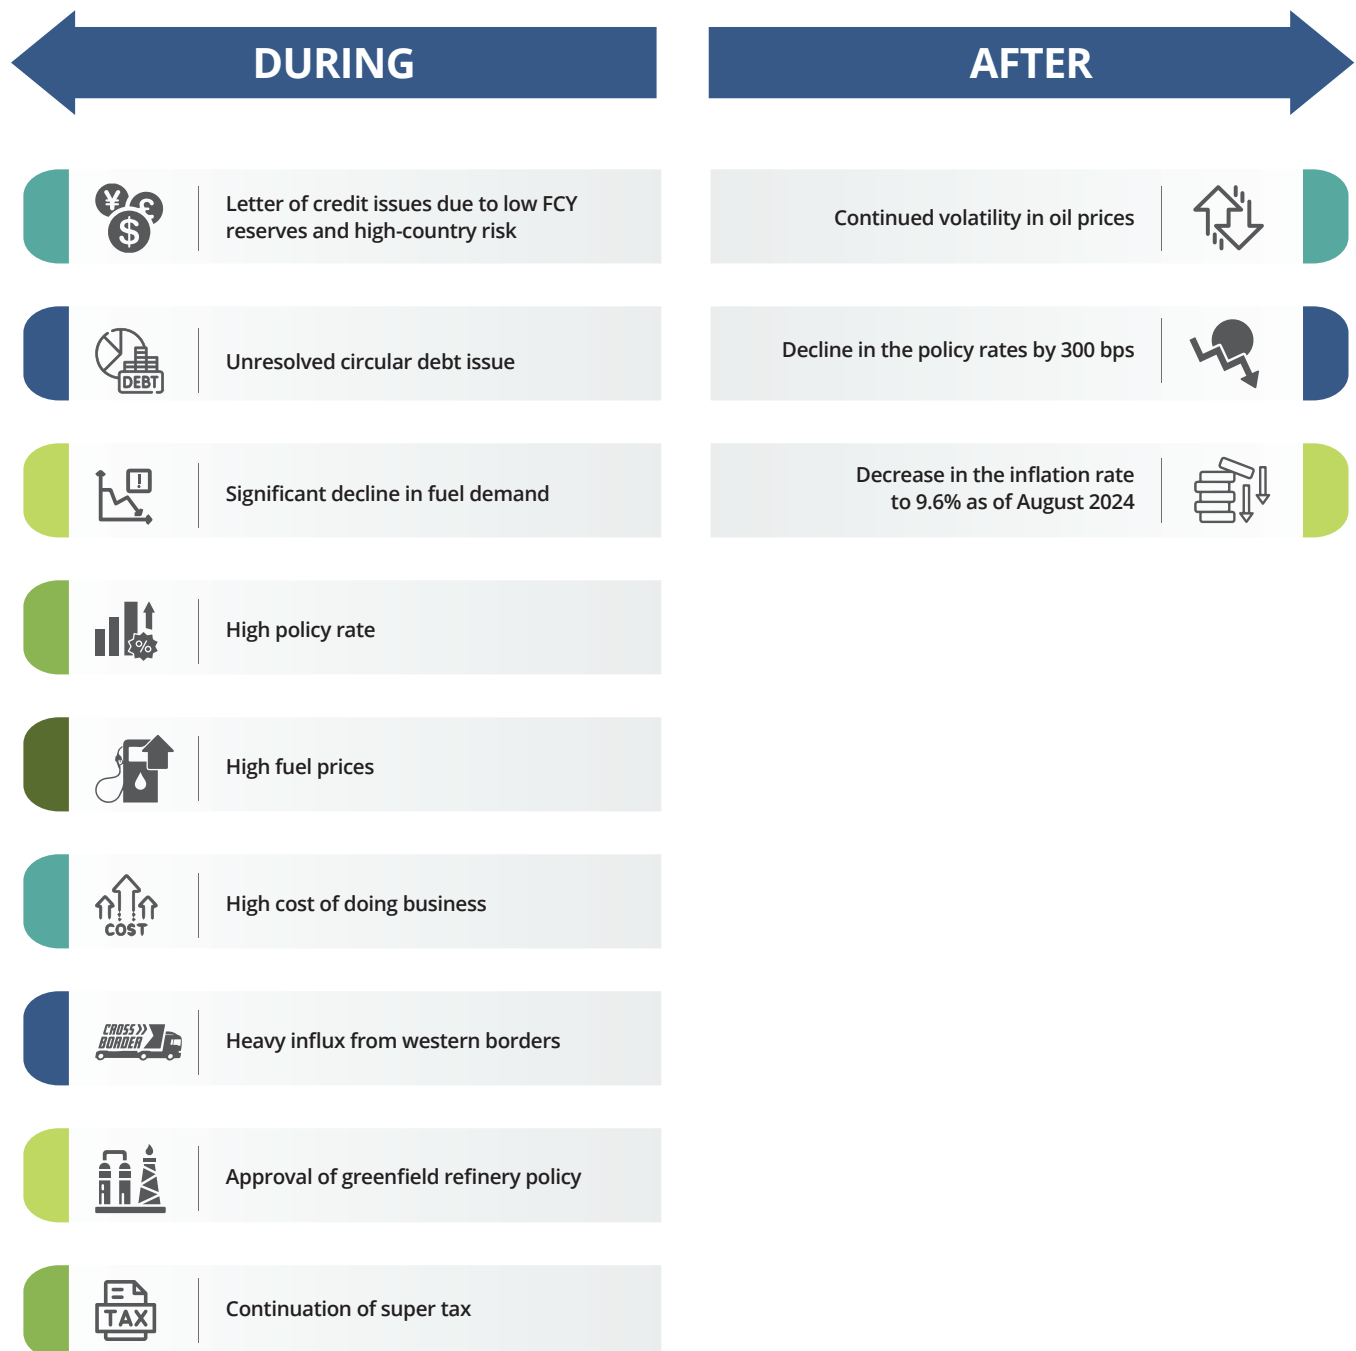 DURING
Letter of credit issues due to low FCY
reserves and high-country risk
DEBT
Unresolved circular debt issue
Significant decline in fuel demand
High policy rate
High fuel prices
COST
High cost of doing business
CROSS
BORDER
Heavy influx from western borders
Approval of greenfield refinery policy
TAX
Continuation of super tax
AFTER
Continued volatility in oil prices
Decline in the policy rates by 300 bps
Decrease in the inflation rate
to 9.6% as of August 2024